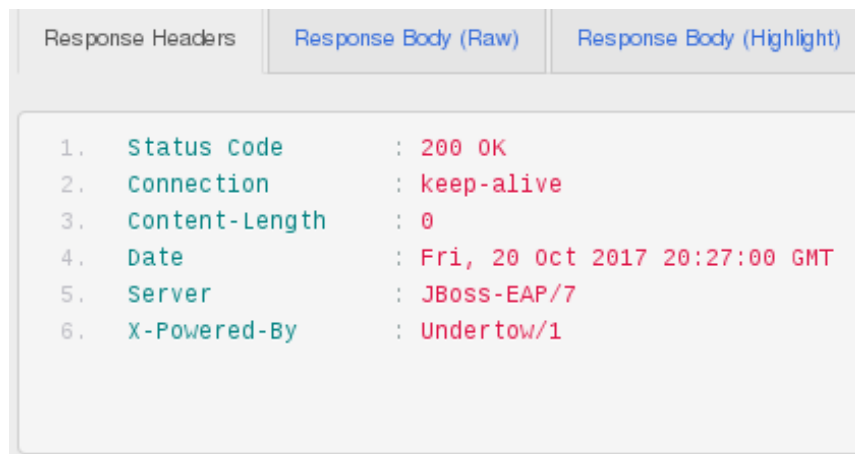 Response Headers Response Body (Raw) Response Body (Highlight)
1. Status Code : 200 OK
2. Connection : keep-alive
3. Content-Length : 0
4. Date : Fri, 20 Oct 2017 20:27:00 GMT
5. Server : JBoss-EAP/7
6. X-Powered-By : Undertow/1